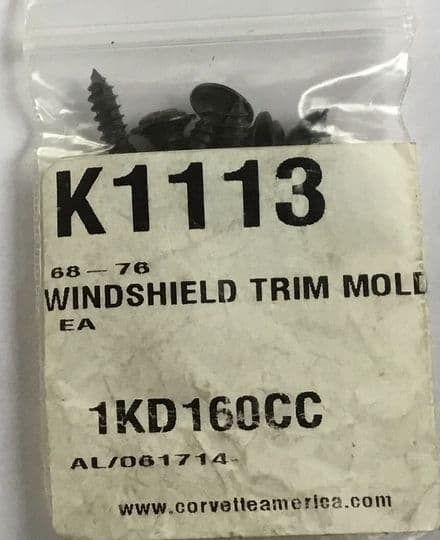 K1113
68 - 76
WINDSHIELD TRIM MOLD
EA
1KD160CC
AL/061714-
www.corvetteamerica.com